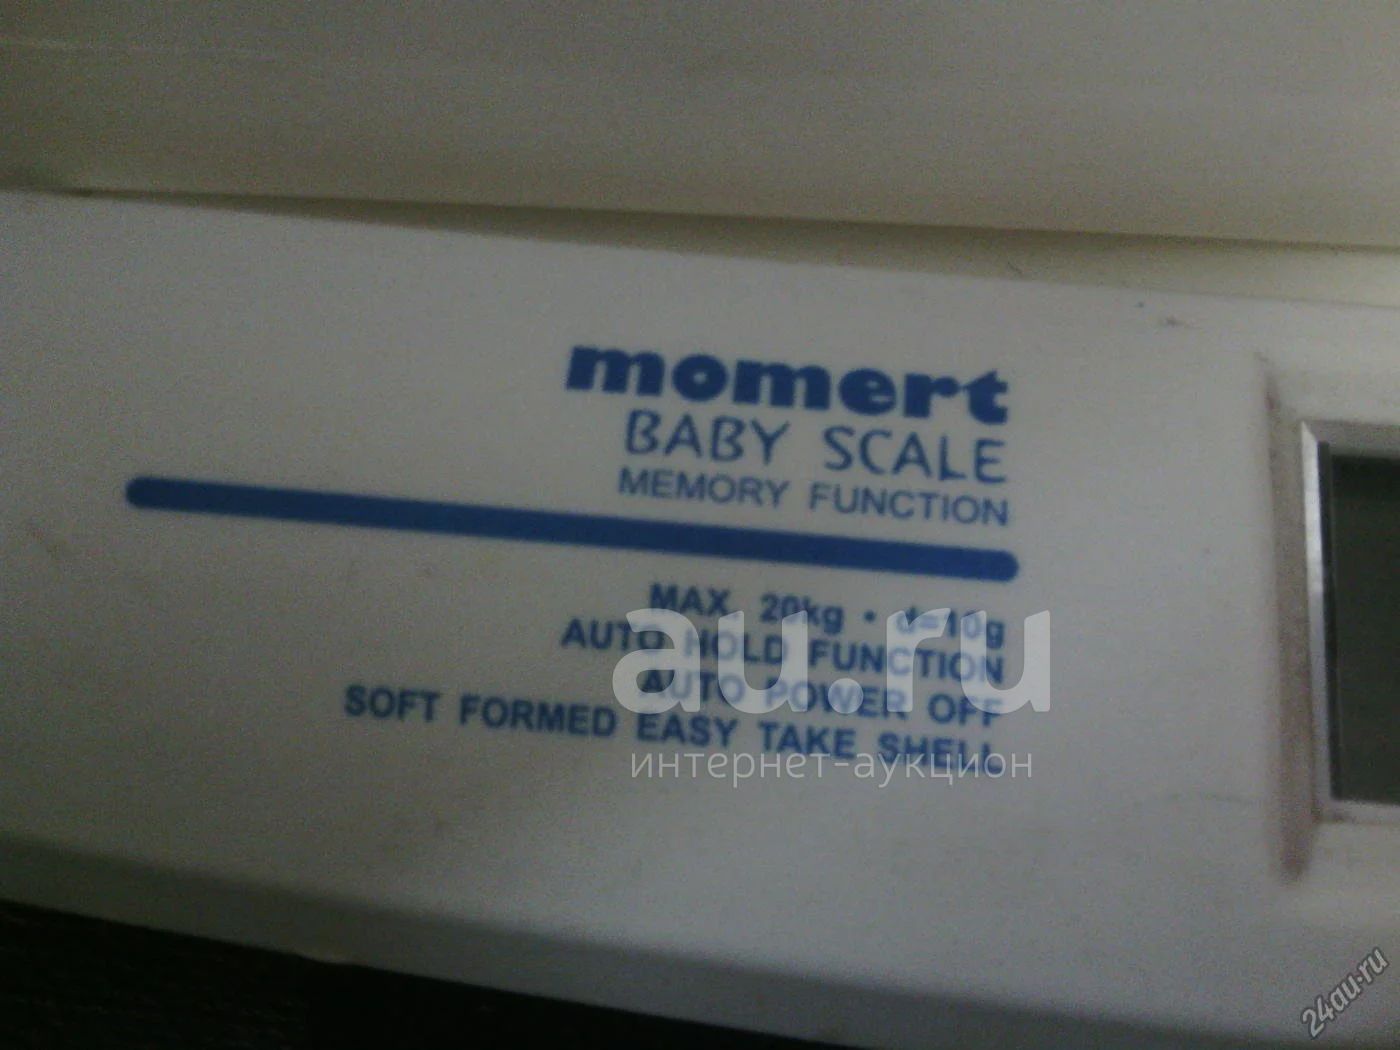 momert
BABY SCALE
MEMORY FUNCTION
MAX. 20kg • d=10g
AUTO HOLD FUNCTION
AUTO POWER OFF
SOFT FORMED EASY TAKE SHELL
au.ru
интернет-аукцион
24au.ru